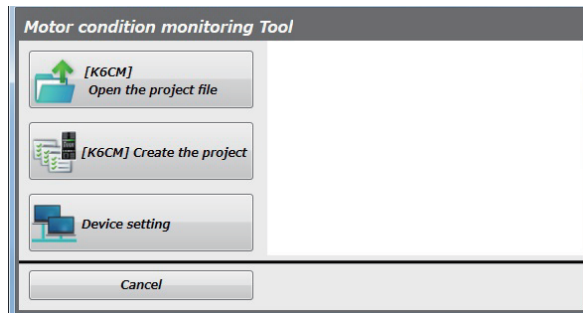 Motor condition monitoring Tool
[K6CM]
Open the project file
[K6CM] Create the project
Device setting
Cancel